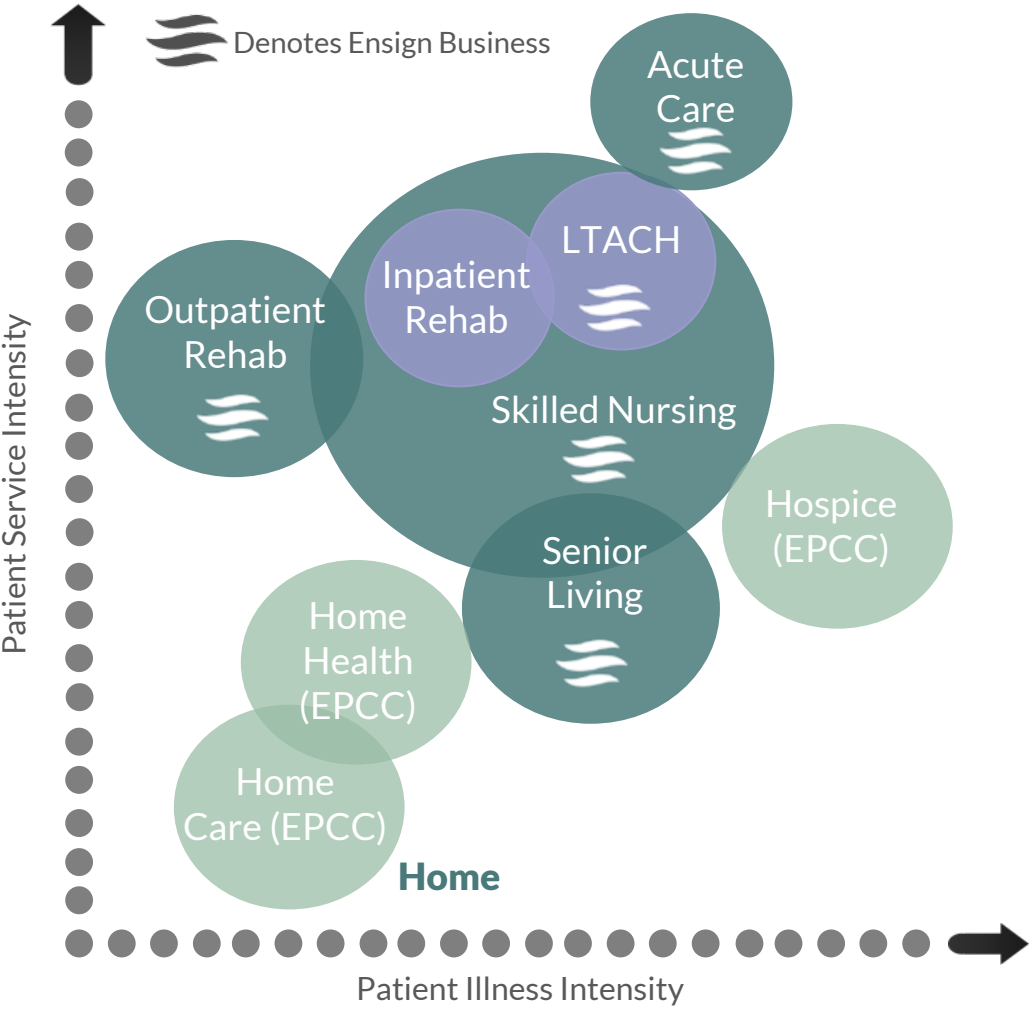 Denotes Ensign Business
Acute
Care
LTACH
Inpatient
Rehab
Outpatient
Rehab
Skilled Nursing
Hospice
(EPCC)
Senior
Living
Home
Health
(EPCC)
Home
Care (EPCC)
Home
Patient Service Intensity
Patient Illness Intensity